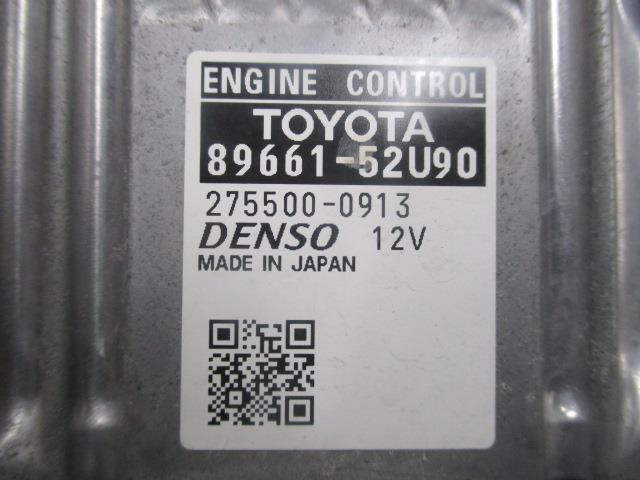 ENGINE CONTROL
TOYOTA
89661-52U90
275500-0913
DENSO 12V
MADE IN JAPAN